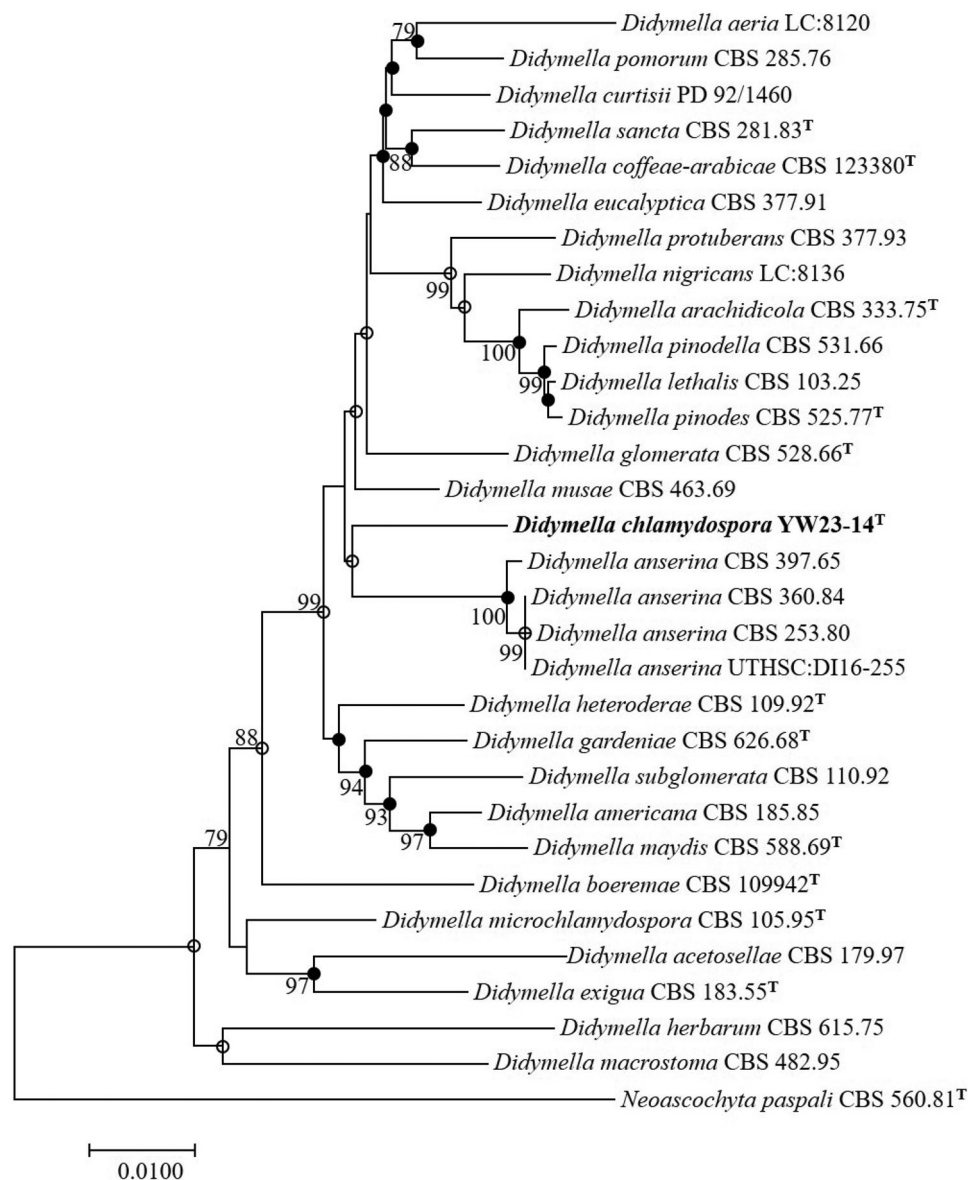 79
Didymella aeria LC:8120
Didymella pomorum CBS 285.76
Didymella curtisii PD 92/1460
Didymella sancta CBS 281.83T
88
Didymella coffeae-arabicae CBS 123380T
Didymella eucalyptica CBS 377.91
Didymella protuberans CBS 377.93
99
Didymella nigricans LC:8136
Didymella arachidicola CBS 333.75T
100
Didymella pinodella CBS 531.66
99
Didymella lethalis CBS 103.25
Didymella pinodes CBS 525.77T
Didymella glomerata CBS 528.66T
Didymella musae CBS 463.69
Didymella chlamydospora YW23-14T
Didymella anserina CBS 397.65
99
Didymella anserina CBS 360.84
100
Didymella anserina CBS 253.80
99
Didymella anserina UTHSC:DI16-255
Didymella heteroderae CBS 109.92T
88
Didymella gardeniae CBS 626.68T
94
Didymella subglomerata CBS 110.92
93
Didymella americana CBS 185.85
79
97
Didymella maydis CBS 588.69T
Didymella boeremae CBS 109942T
Didymella microchlamydospora CBS 105.95T
Didymella acetosellae CBS 179.97
97
Didymella exigua CBS 183.55T
Didymella herbarum CBS 615.75
Didymella macrostoma CBS 482.95
Neoascochyta paspali CBS 560.81T
0.0100